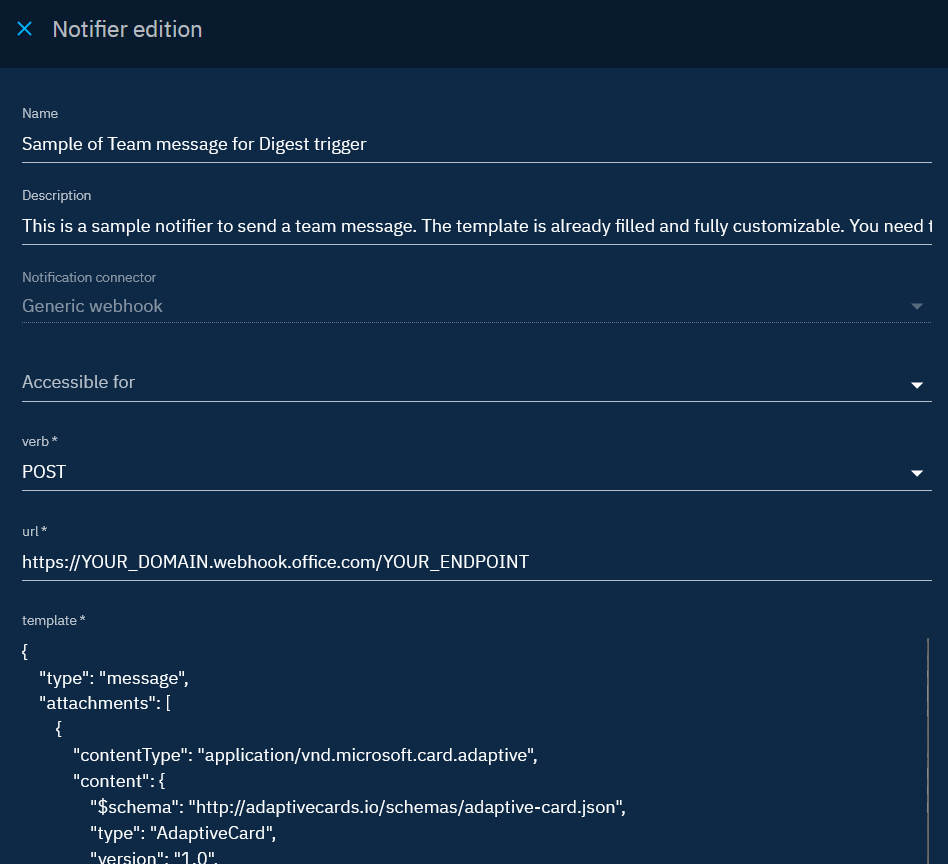 Notifier edition
Name
Sample of Team message for Digest trigger
Description
This is a sample notifier to send a team message. The template is already filled and fully customizable. You need
Notification connector
Generic webhook
Accessible for
verb *
POST
url *
https://YOUR_DOMAIN.webhook.office.com/YOUR_ENDPOINT
template *
{
"type": "message",
"attachments": [
{
"contentType": "application/vnd.microsoft.card.adaptive",
"content": {
"$schema": "http://adaptivecards.io/schemas/adaptive-card.json",
"type": "AdaptiveCard",
"version": "1.0",